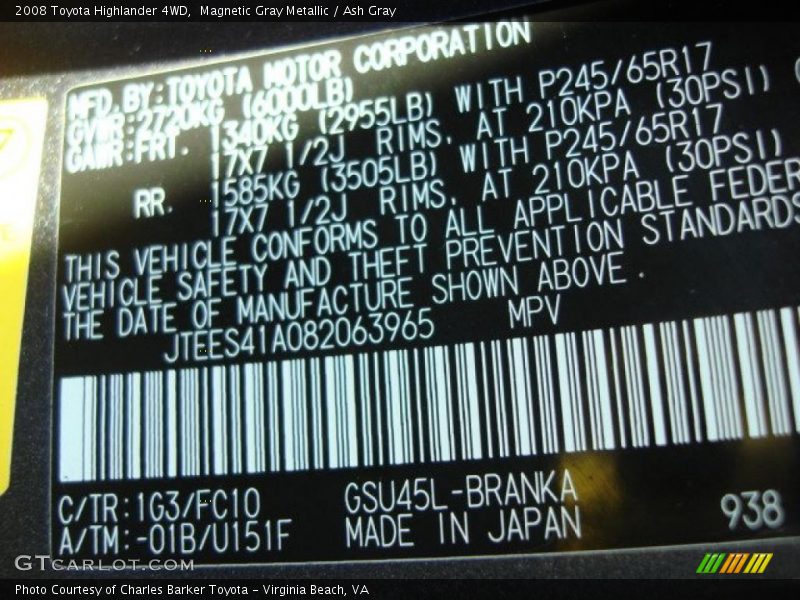 2008 Toyota Highlander 4WD,  Magnetic Gray Metallic / Ash Gray
MFD.BY:TOYOTA MOTOR CORPORATION
GVWR:2720KG (6000LB)
GAWR:FRT. 1340KG (2955LB) WITH P245/65R17
17X7 1/2J RIMS, AT 210KPA (30PSI) (
RR. 1585KG (3505LB) WITH P245/65R17
17X7 1/2J RIMS, AT 210KPA (30PSI)
THIS VEHICLE CONFORMS TO ALL APPLICABLE FEDER
VEHICLE SAFETY AND THEFT PREVENTION STANDARDS
THE DATE OF MANUFACTURE SHOWN ABOVE.
JTEES41A082063965 MPV
C/TR:1G3/FC10 GSU45L-BRANKA
A/TM:-01B/U151F MADE IN JAPAN 938
GTCARLOT.COM
Photo Courtesy of Charles Barker Toyota - Virginia Beach, VA